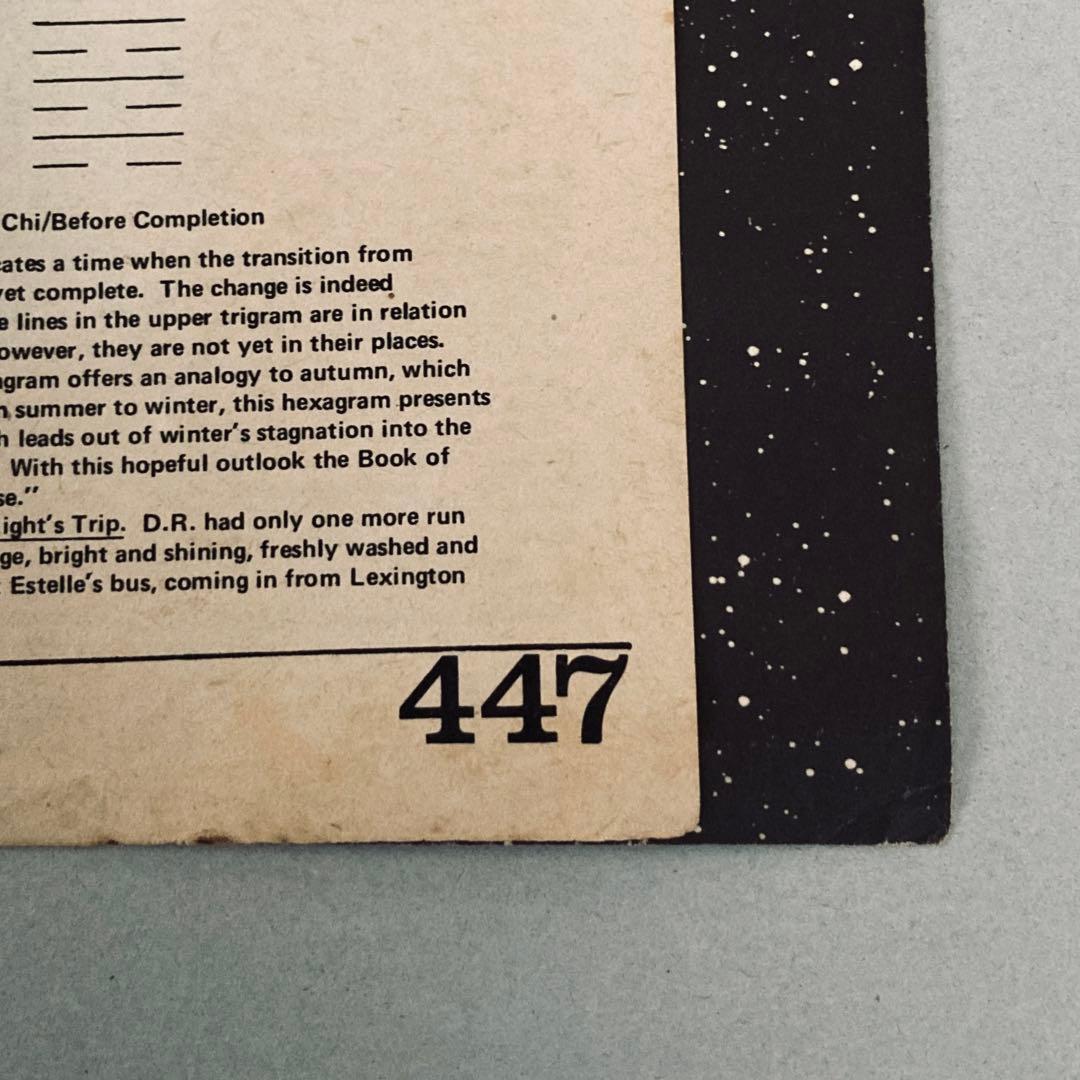 Chi/Before Completion
cates a time when the transition from
yet complete. The change is indeed
e lines in the upper trigram are in relation
owever, they are not yet in their places.
agram offers an analogy to autumn, which
n summer to winter, this hexagram presents
h leads out of winter's stagnation into the
With this hopeful outlook the Book of
se."
ight's Trip. D.R. had only one more run
ge, bright and shining, freshly washed and
Estelle's bus, coming in from Lexington
447